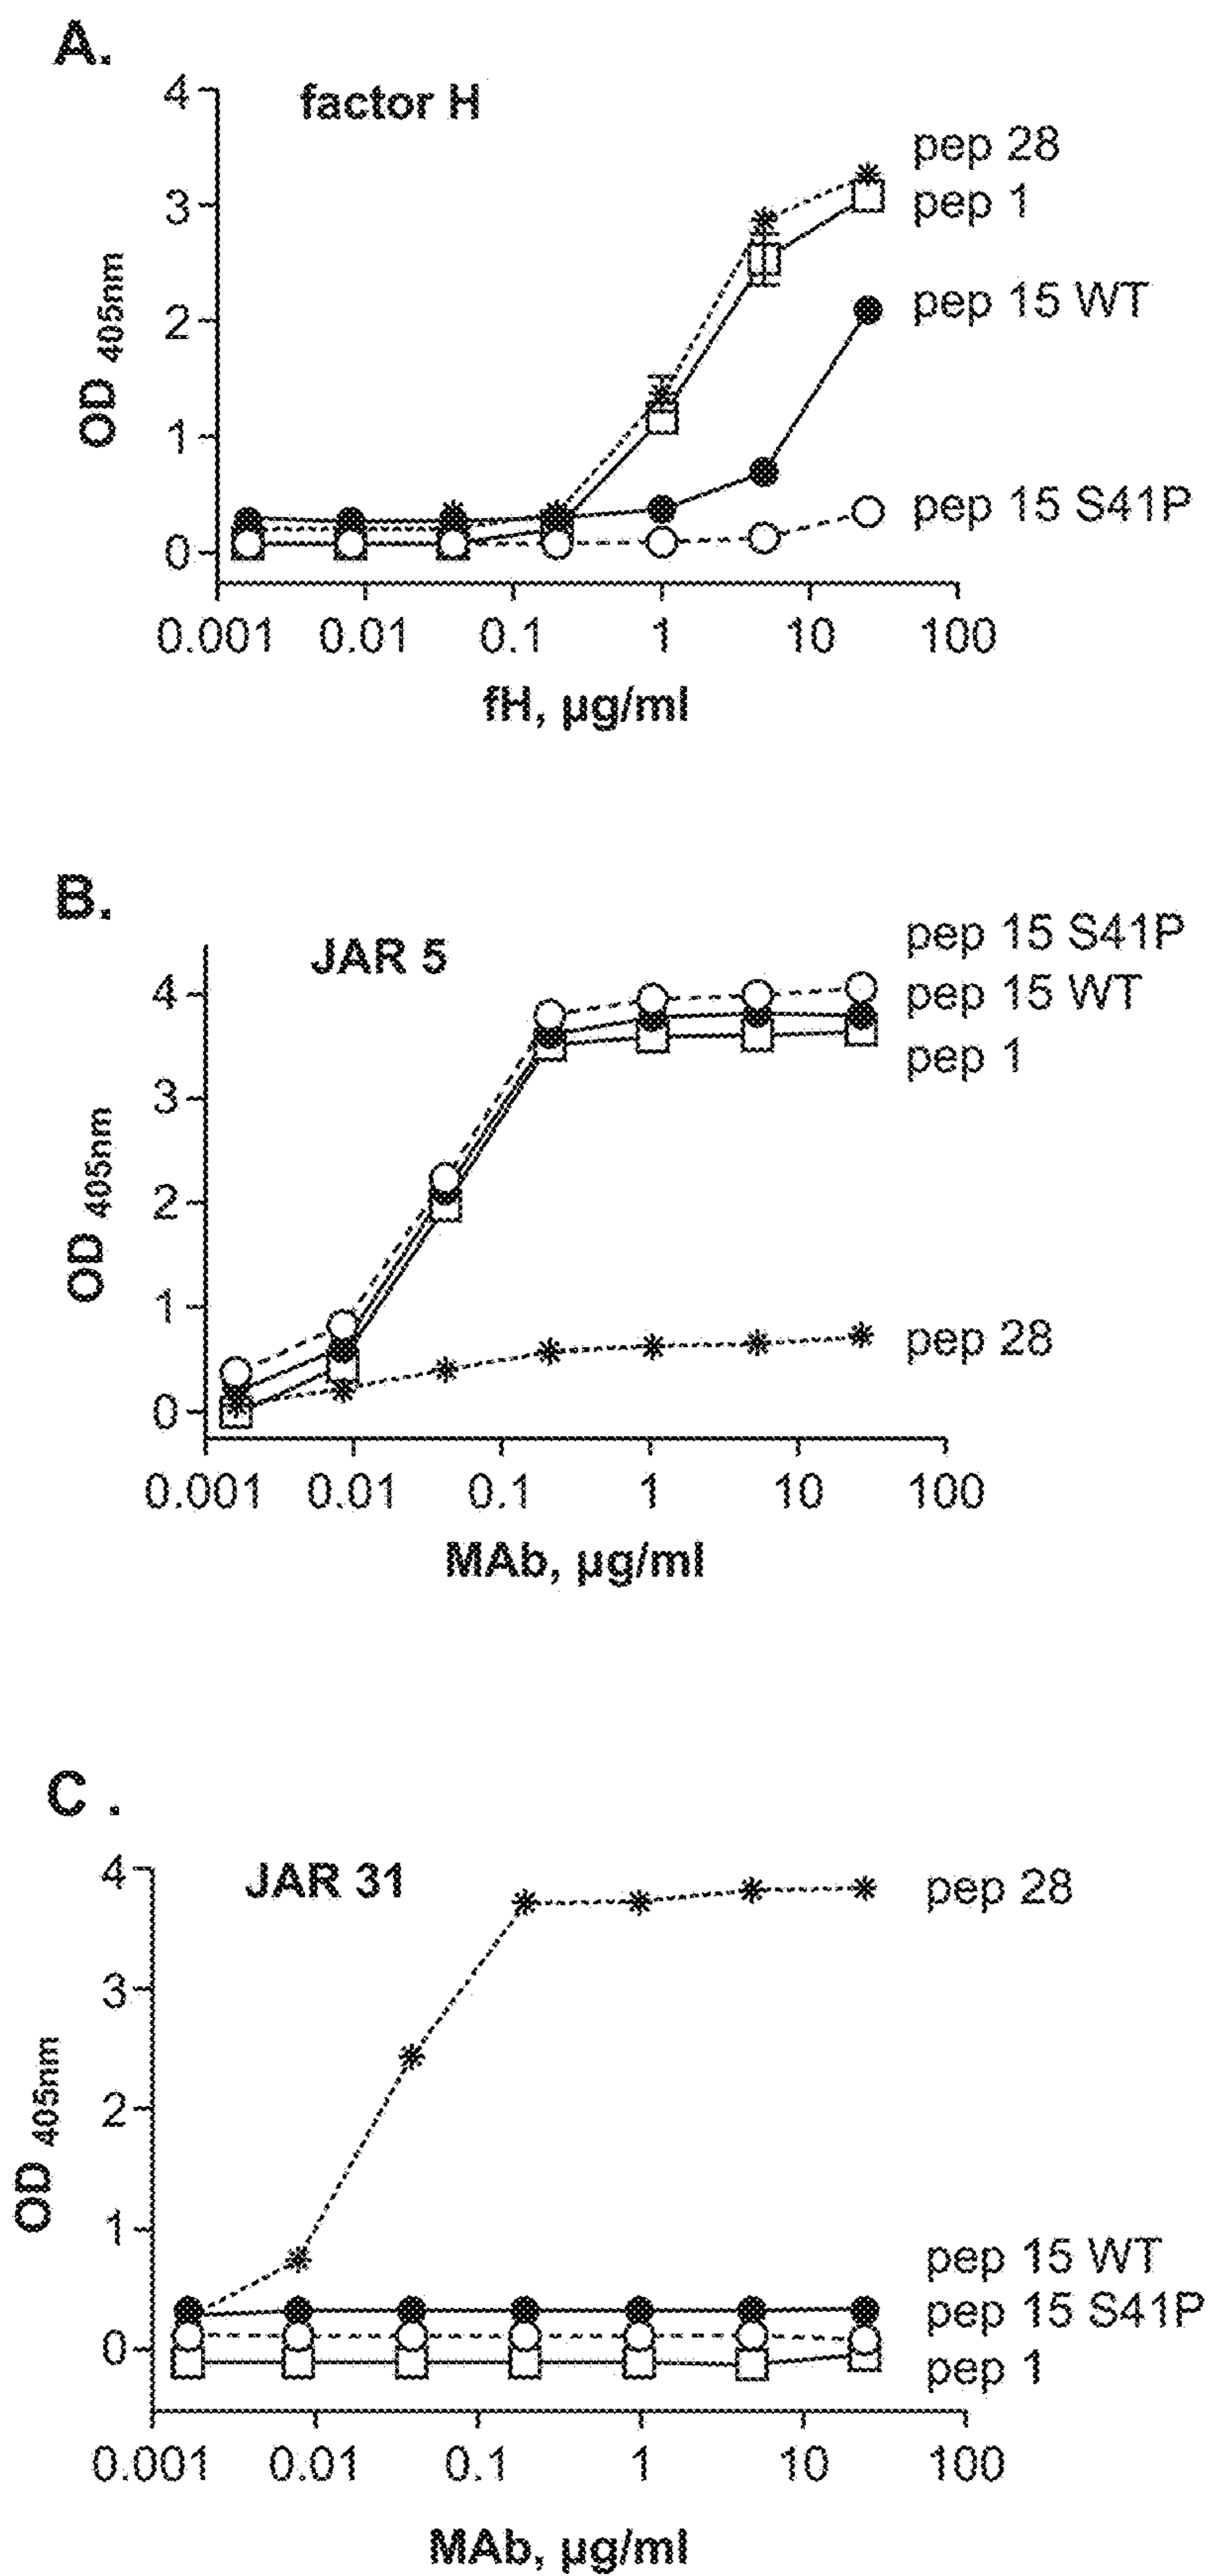 A.
factor H
4
3
2
1
0
OD 405nm
pep 28
pep 1
pep 15 WT
pep 15 S41P
0.001 0.01 0.1 1 10 100
fH, µg/ml
B.
JAR 5
4
3
2
1
0
OD 405nm
pep 15 S41P
pep 15 WT
pep 1
pep 28
0.001 0.01 0.1 1 10 100
MAb, µg/ml
C .
JAR 31
4
3
2
1
0
OD 405nm
pep 28
pep 15 WT
pep 15 S41P
pep 1
0.001 0.01 0.1 1 10 100
MAb, µg/ml